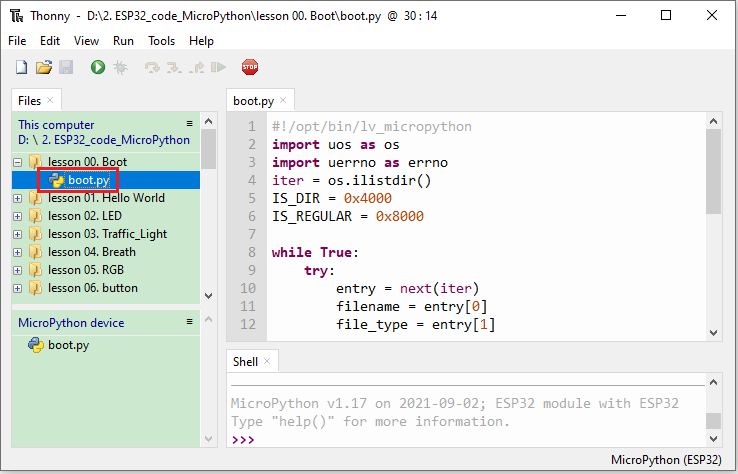 Thonny - D:\2. ESP32_code_MicroPython\lesson 00. Boot\boot.py @ 30 : 14
File Edit View Run Tools Help
STOP
Files
This computer
D: \ 2. ESP32_code_MicroPython
lesson 00. Boot
boot.py
lesson 01. Hello World
lesson 02. LED
lesson 03. Traffic_Light
lesson 04. Breath
lesson 05. RGB
lesson 06. button
MicroPython device
boot.py
boot.py
1 #!/opt/bin/lv_micropython
2 import uos as os
3 import uerrno as errno
4 iter = os.ilistdir()
5 IS_DIR = 0x4000
6 IS_REGULAR = 0x8000
7
8 while True:
9     try:
10         entry = next(iter)
11         filename = entry[0]
12         file_type = entry[1]
Shell
MicroPython v1.17 on 2021-09-02; ESP32 module with ESP32
Type "help()" for more information.
>>>
MicroPython (ESP32)